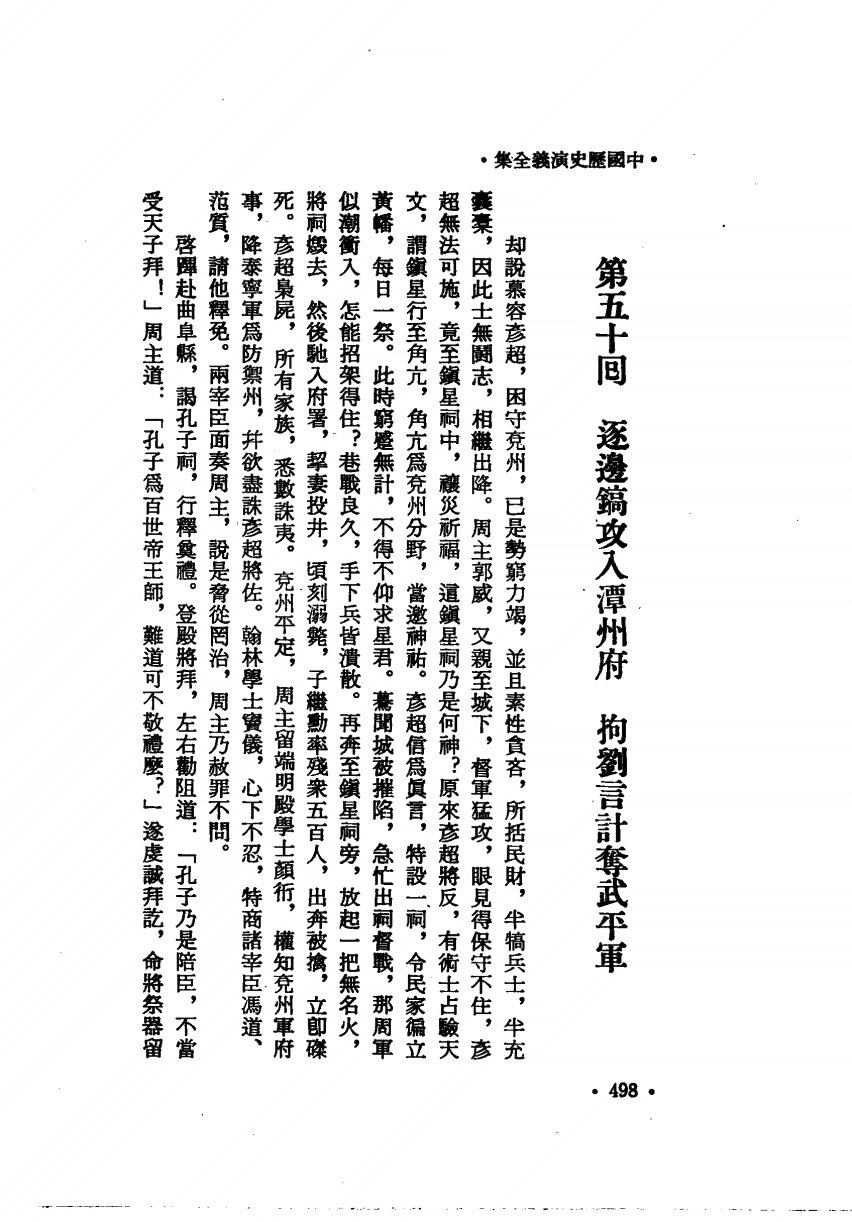 ·中國歷史演義全集·
第五十回　逐邊鎬攻入潭州府　拘劉言計奪武平軍
却說慕容彥超，困守兗州，已是勢窮力竭，並且素性貪吝，所括民財，半犒兵士，半充
囊橐，因此士無鬬志，相繼出降。周主郭威，又親至城下，督軍猛攻，眼見得保守不住，彥
超無法可施，竟至鎭星祠中，禳災祈福，這鎭星祠乃是何神？原來彥超將反，有術士占驗天
文，謂鎭星行至角亢，角亢爲兗州分野，當邀神祐。彥超信爲眞言，特設一祠，令民家徧立
黃幡，每日一祭。此時窮蹙無計，不得不仰求星君。驀聞城被摧陷，急忙出祠督戰，那周軍
似潮衝入，怎能招架得住？巷戰良久，手下兵皆潰散。再奔至鎭星祠旁，放起一把無名火，
將祠燬去，然後馳入府署，挈妻投井，頃刻溺斃，子繼勳率殘衆五百人，出奔被擒，立卽磔
死。彥超梟屍，所有家族，悉數誅夷。兗州平定，周主留端明殿學士顏衎，權知兗州軍府
事，降泰寧軍爲防禦州，幷欲盡誅彥超將佐。翰林學士竇儀，心下不忍，特商諸宰臣馮道、
范質，請他釋免。兩宰臣面奏周主，說是脅從罔治，周主乃赦罪不問。
啓蹕赴曲阜縣，謁孔子祠，行釋奠禮。登殿將拜，左右勸阻道：「孔子乃是陪臣，不當
受天子拜！」周主道：「孔子爲百世帝王師，難道可不敬禮麼？」遂虔誠拜訖，命將祭器留
·498·